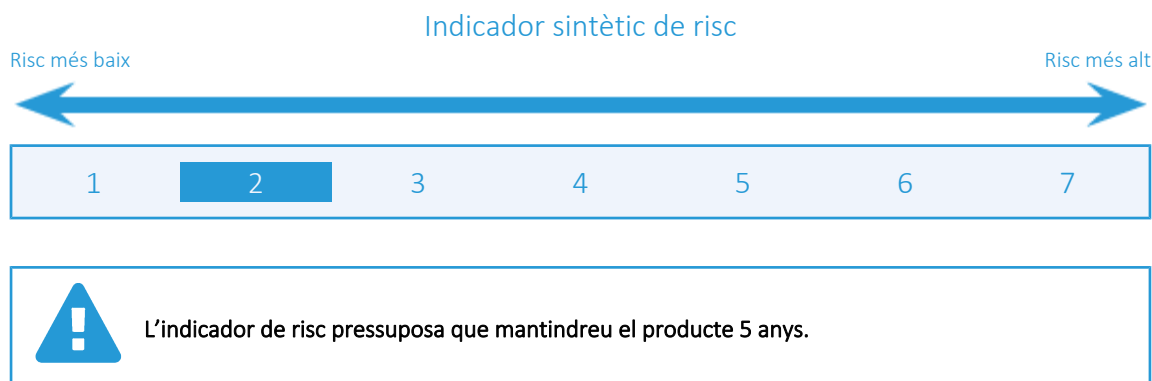 Indicador sintètic de risc
Risc més baix
Risc més alt
1 2 3 4 5 6 7
L’indicador de risc pressuposa que mantindreu el producte 5 anys.